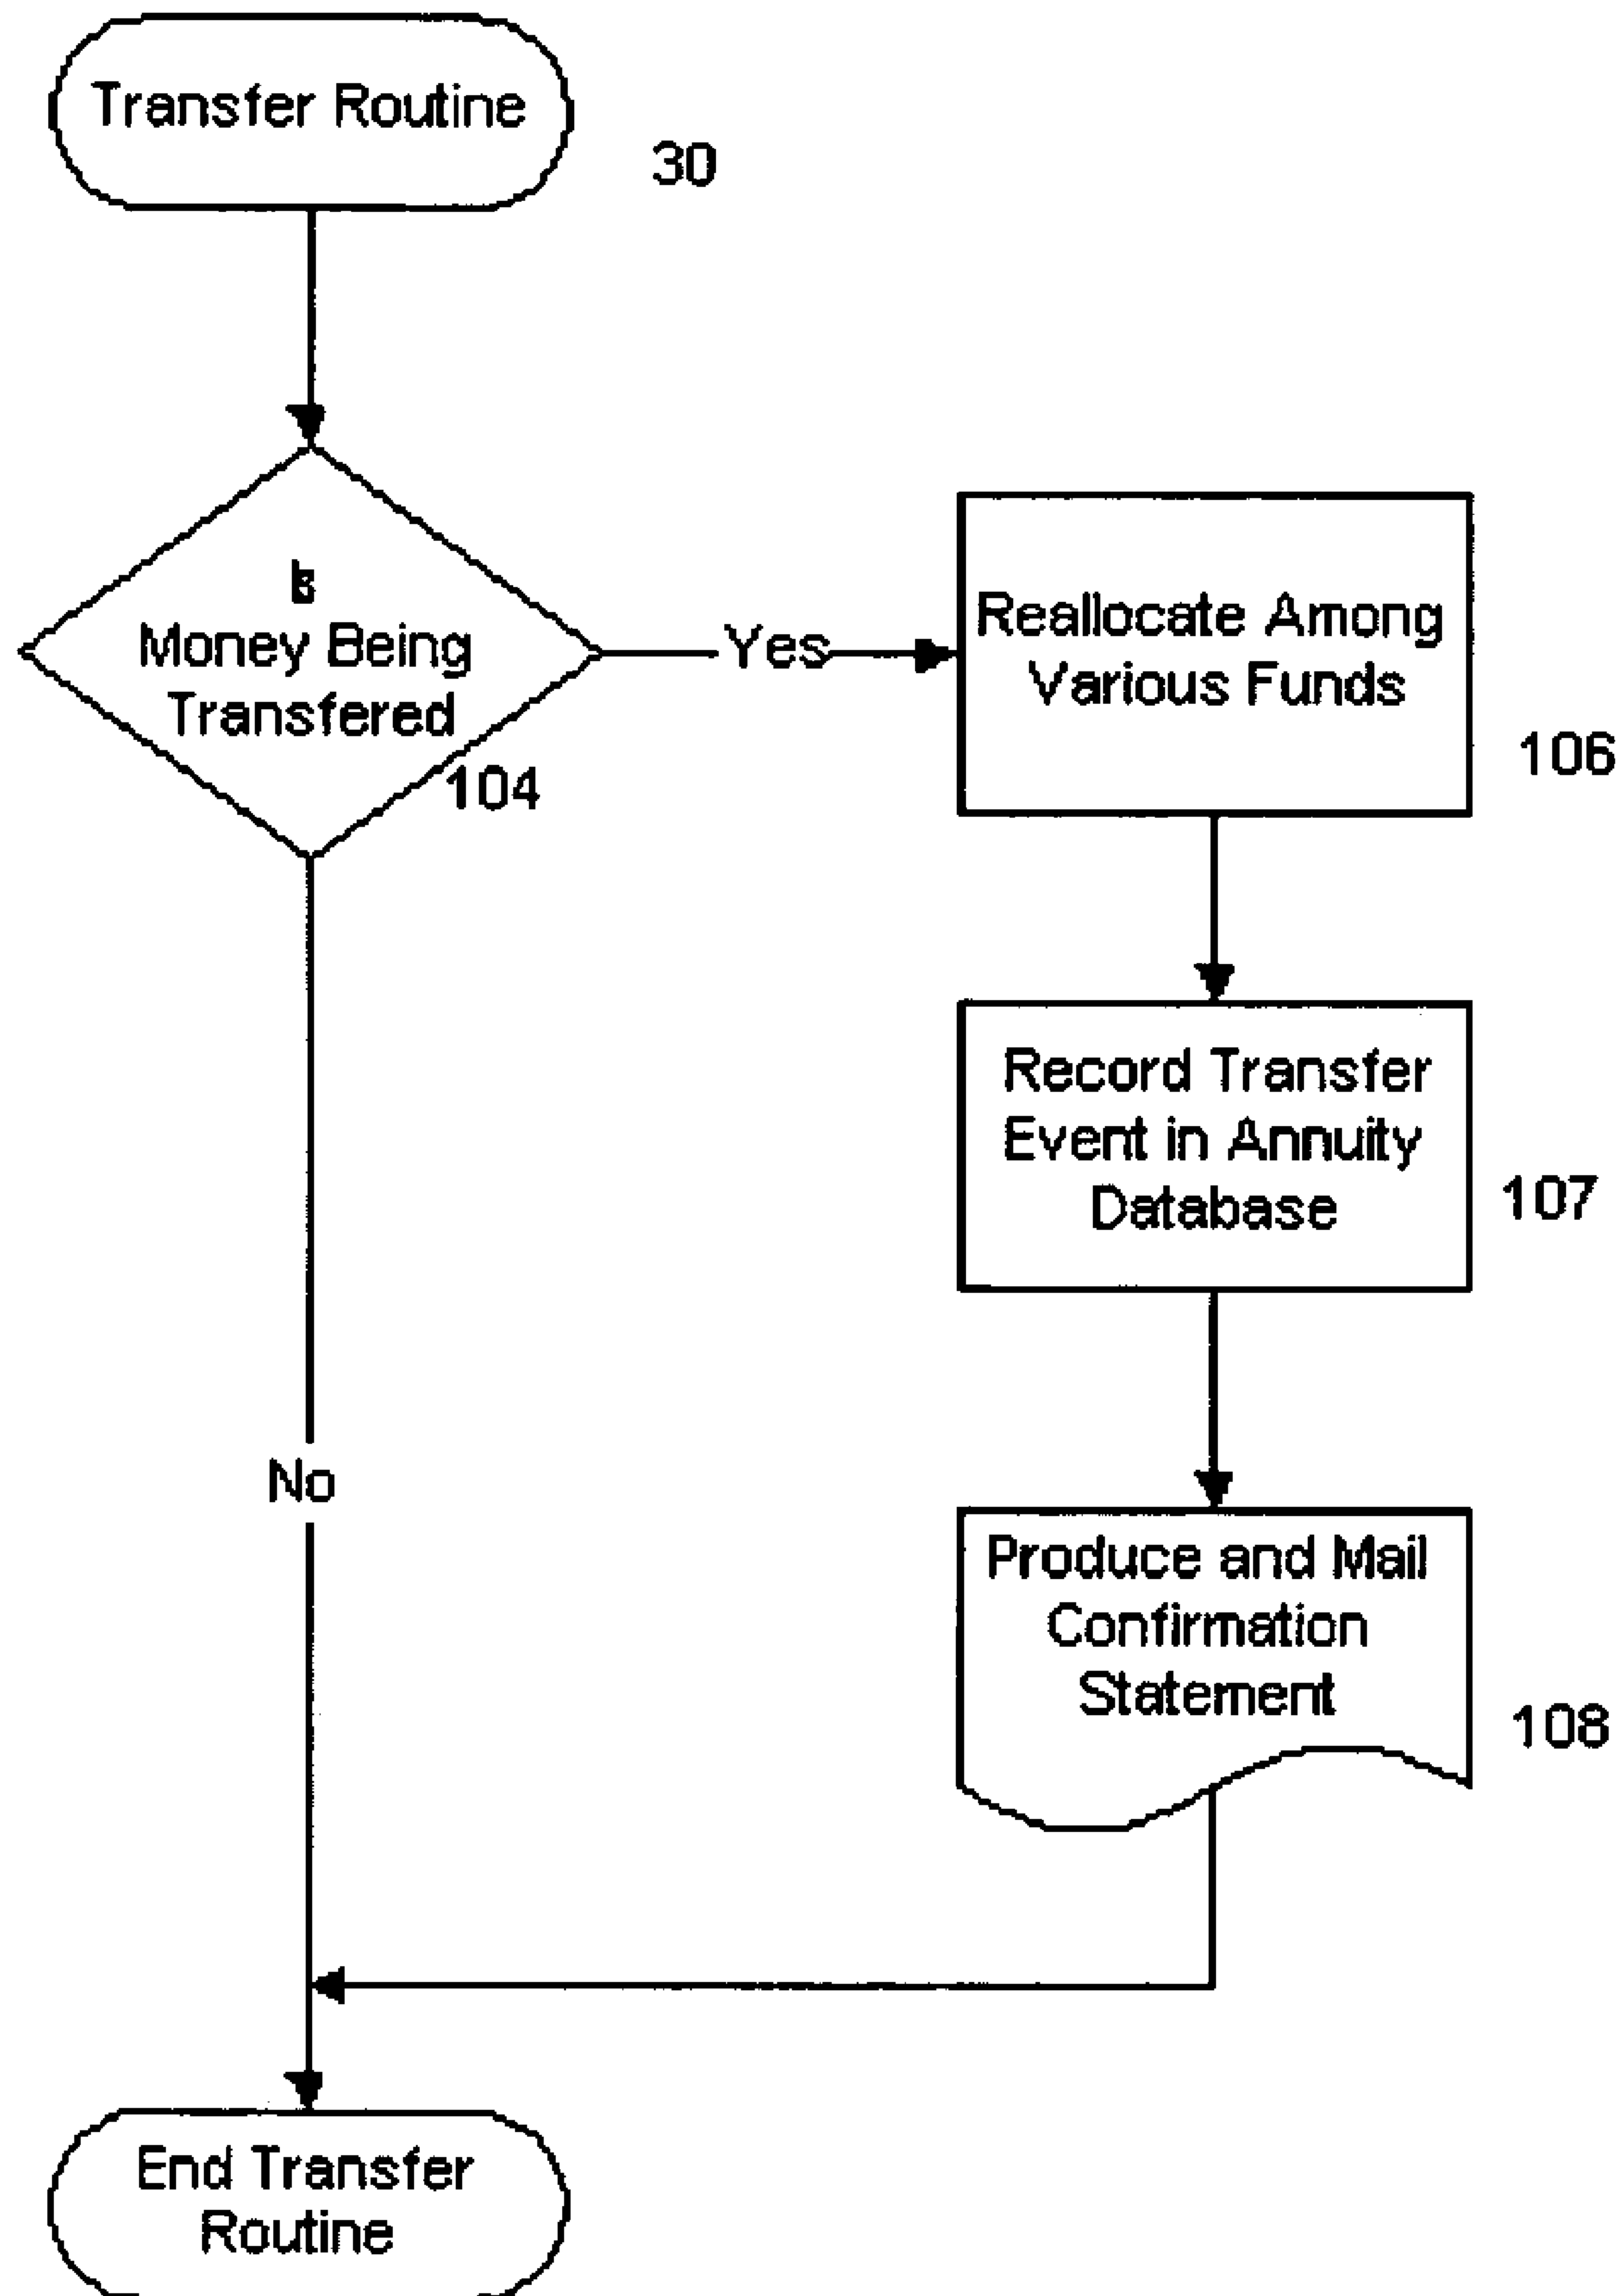 Transfer Routine
30
Is
Money Being
Transfered
104
Yes
Reallocate Among
Various Funds
106
Record Transfer
Event in Annuity
Database
107
No
Produce and Mail
Confirmation
Statement
108
End Transfer
Routine